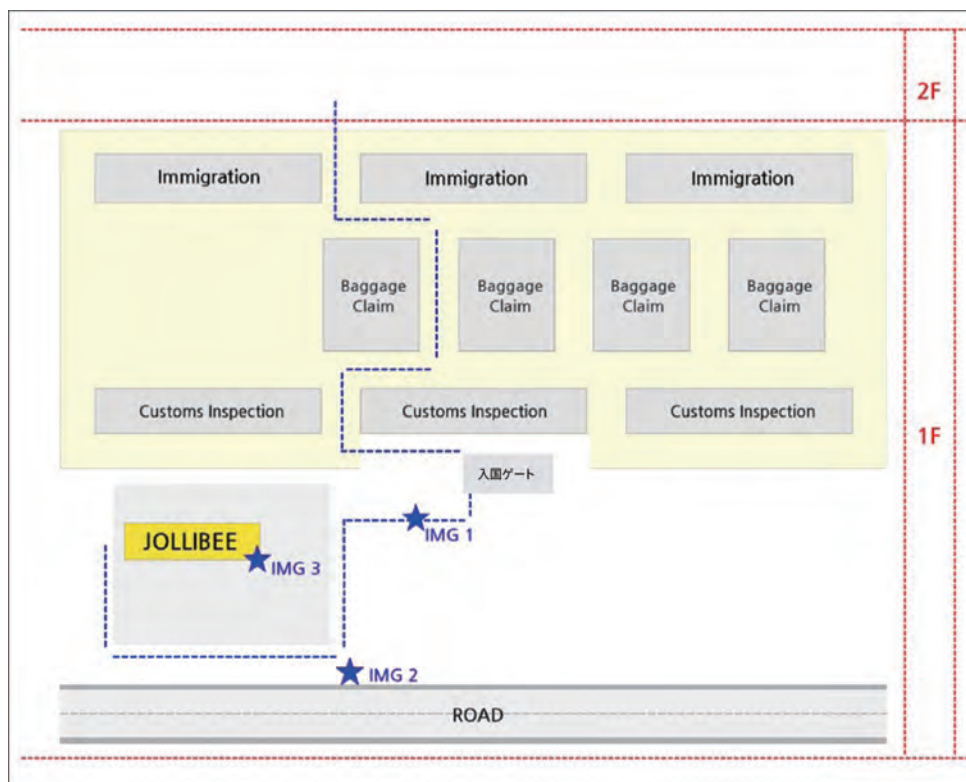 2F
Immigration
Immigration
Immigration
Baggage
Claim
Baggage
Claim
Baggage
Claim
Baggage
Claim
Customs Inspection
Customs Inspection
Customs Inspection
1F
入国ゲート
IMG 1
JOLLIBEE
IMG 3
IMG 2
ROAD